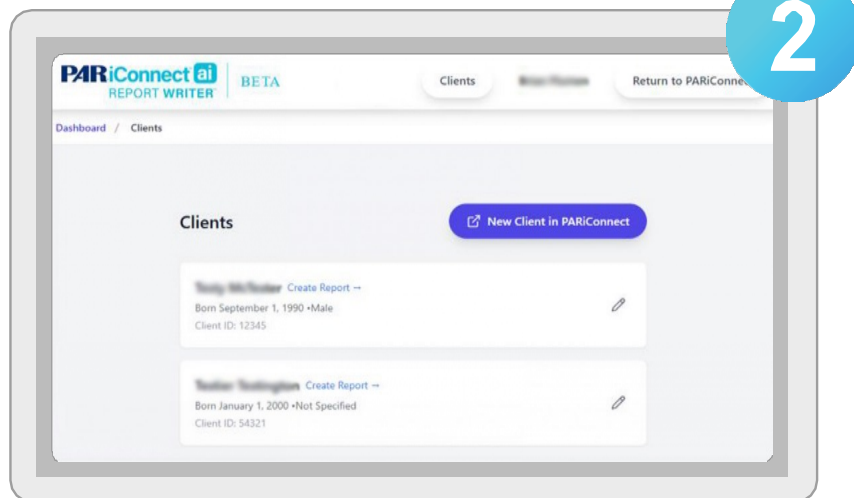 2
PARiConnect ai
REPORT WRITER
BETA
Clients
Return to PARiConne
Dashboard / Clients
Clients
New Client in PARiConnect
Create Report →
Born September 1, 1990 •Male
Client ID: 12345
Create Report →
Born January 1, 2000 •Not Specified
Client ID: 54321